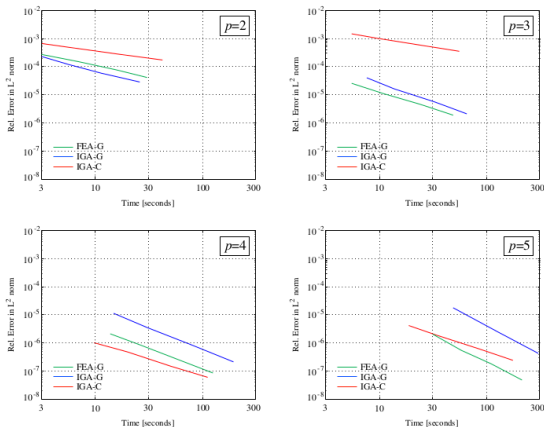 10^-2
p=2
10^-3
10^-4
10^-5
10^-6
10^-7
10^-8
Rel. Error in L^2 norm
FEA-G
IGA-G
IGA-C
3 10 30 100 300
Time [seconds]
10^-2
p=3
10^-3
10^-4
10^-5
10^-6
10^-7
10^-8
Rel. Error in L^2 norm
FEA-G
IGA-G
IGA-C
3 10 30 100 300
Time [seconds]
10^-2
p=4
10^-3
10^-4
10^-5
10^-6
10^-7
10^-8
Rel. Error in L^2 norm
FEA-G
IGA-G
IGA-C
3 10 30 100 300
Time [seconds]
10^-2
p=5
10^-3
10^-4
10^-5
10^-6
10^-7
10^-8
Rel. Error in L^2 norm
FEA-G
IGA-G
IGA-C
3 10 30 100 300
Time [seconds]